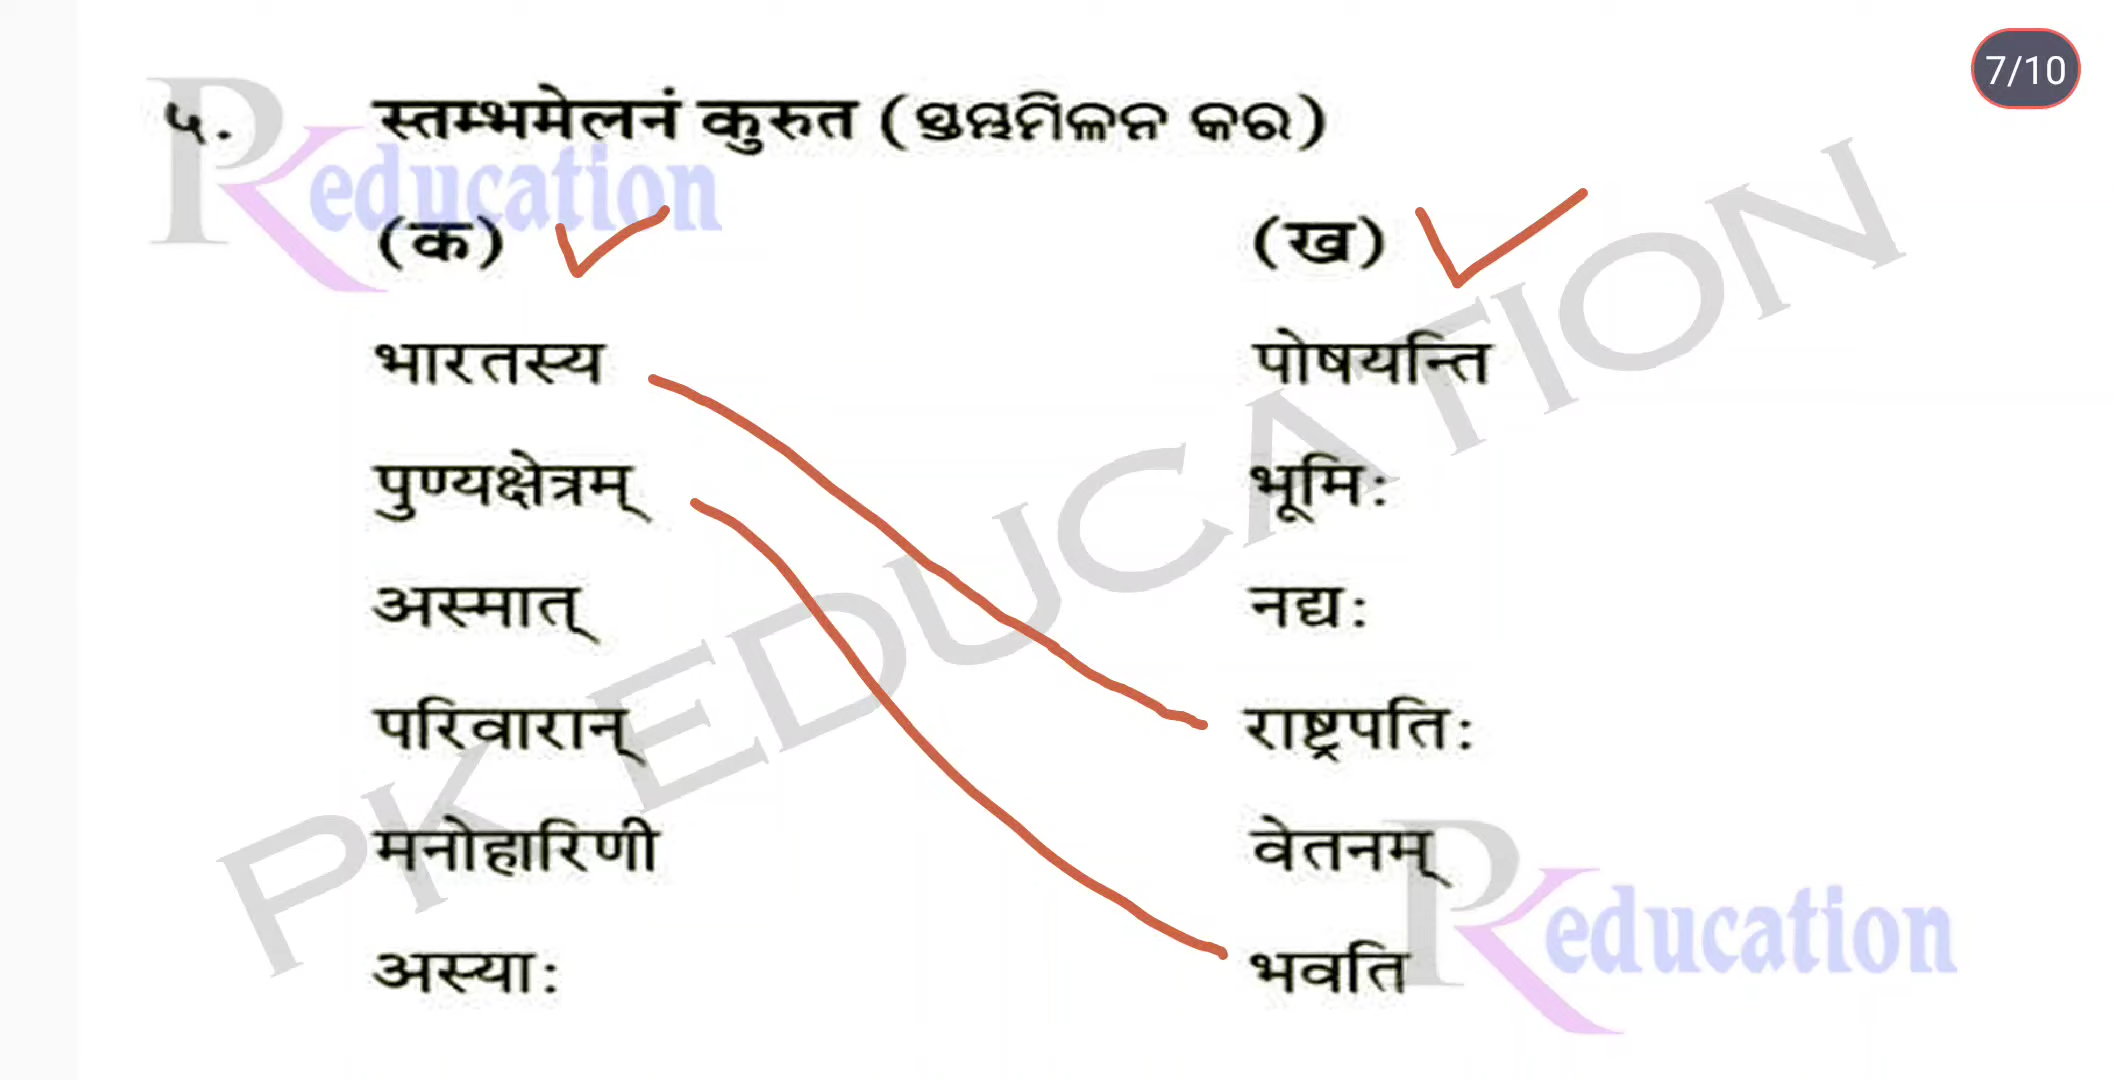 7/10
५. स्तम्भमेलनं कुरुत (ସ୍ତମ୍ଭମିଳନ କର)
education
(क) (ख)
भारतस्य पोषयन्ति
पुण्यक्षेत्रम् भूमिः
अस्मात् नद्यः
परिवारान् राष्ट्रपतिः
मनोहारिणी वेतनम्
अस्याः भवति
education
PK EDUCATION